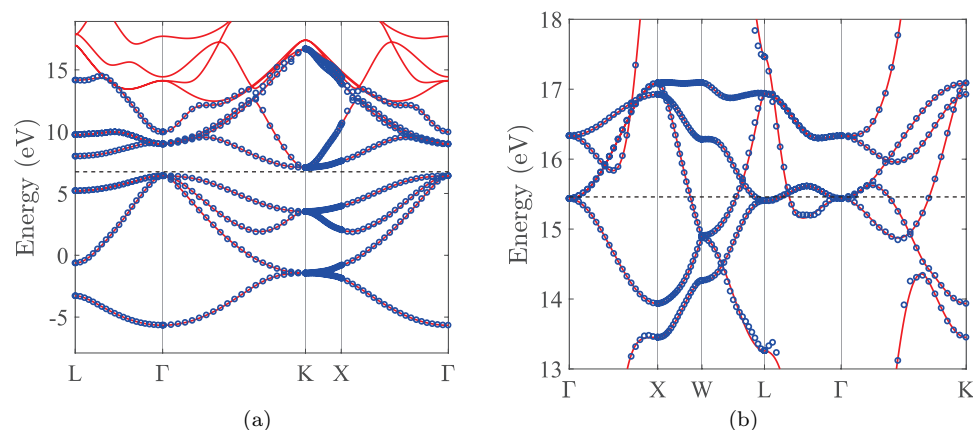 15
10
5
0
-5
Energy (eV)
L Γ K X Γ
(a)
18
17
16
15
14
13
Energy (eV)
Γ X W L Γ K
(b)